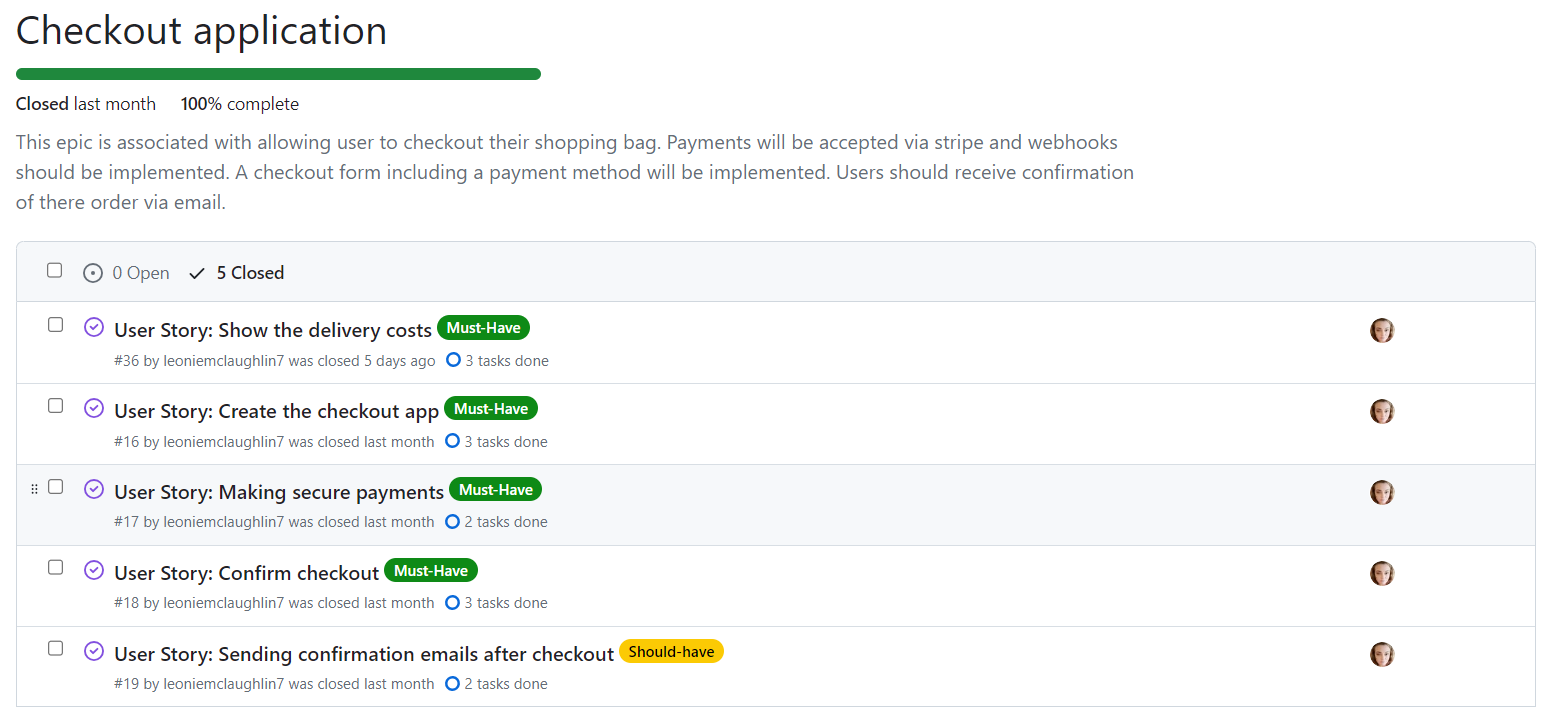 Checkout application
Closed last month 100% complete
This epic is associated with allowing user to checkout their shopping bag. Payments will be accepted via stripe and webhooks
should be implemented. A checkout form including a payment method will be implemented. Users should receive confirmation
of there order via email.
0 Open 5 Closed
User Story: Show the delivery costs Must-Have
#36 by leoniemclaughlin7 was closed 5 days ago 3 tasks done
User Story: Create the checkout app Must-Have
#16 by leoniemclaughlin7 was closed last month 3 tasks done
User Story: Making secure payments Must-Have
#17 by leoniemclaughlin7 was closed last month 2 tasks done
User Story: Confirm checkout Must-Have
#18 by leoniemclaughlin7 was closed last month 3 tasks done
User Story: Sending confirmation emails after checkout Should-have
#19 by leoniemclaughlin7 was closed last month 2 tasks done